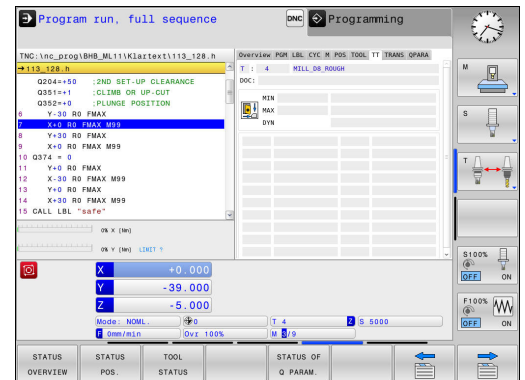 Program run, full sequence
DNC
Programming
TNC:\nc_prog\BHB_ML11\Klartext\113_128.h
→113_128.h
Q204=+50 ;2ND SET-UP CLEARANCE
Q351=+1 ;CLIMB OR UP-CUT
Q352=+0 ;PLUNGE POSITION
6 Y-30 R0 FMAX
7 X+0 R0 FMAX M99
8 Y+30 R0 FMAX
9 X+0 R0 FMAX M99
10 Q374 = 0
11 Y+0 R0 FMAX
12 X-30 R0 FMAX M99
13 Y+0 R0 FMAX
14 X+30 R0 FMAX M99
15 CALL LBL "safe"
0% X [Nm]
0% Y [Nm] LIMIT Y
Overview PGM LBL CYC M POS TOOL TT TRANS QPARA
T : 4 MILL_D8_ROUGH
DOC:
MIN
MAX
DYN
X +0.000
Y -39.000
Z -5.000
Mode: NOML. 0 T 4 Z S 5000
F 0mm/min Ovr 100% M 5/9
M
S
T
S100%
OFF ON
F100%
OFF ON
STATUS OVERVIEW
STATUS POS.
TOOL STATUS
STATUS OF Q PARAM.